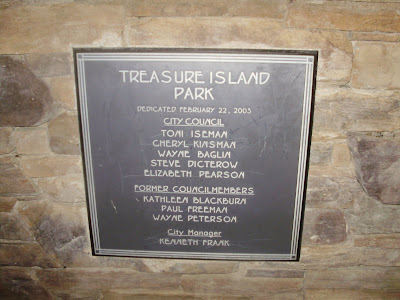 TREASURE ISLAND
PARK
DEDICATED FEBRUARY 22, 2003
CITY COUNCIL
TONI ISEMAN
CHERYL KINSMAN
WAYNE BAGLIN
STEVE DICTEROW
ELIZABETH PEARSON
FORMER COUNCILMEMBERS
KATHLEEN BLACKBURN
PAUL FREEMAN
WAYNE PETERSON
City Manager
KENNETH FRANK